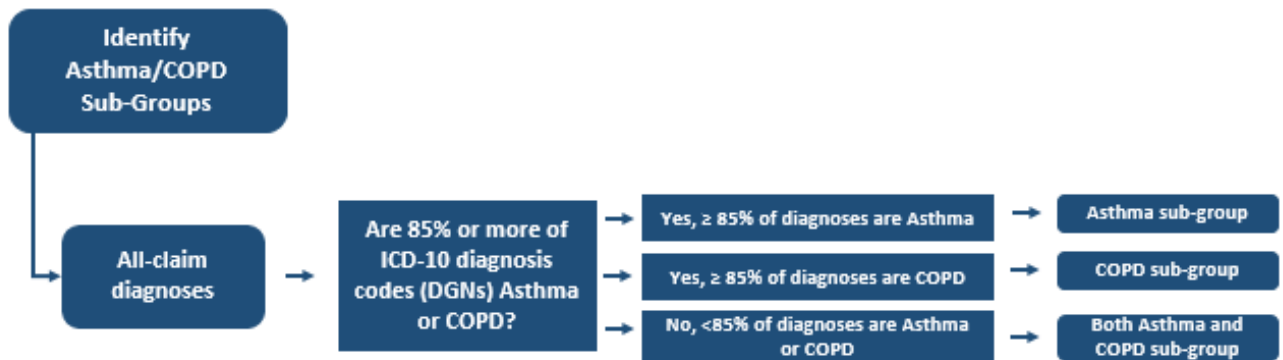 Identify
Asthma/COPD
Sub-Groups
All-claim
diagnoses
Are 85% or more of
ICD-10 diagnosis
codes (DGNs) Asthma
or COPD?
Yes, ≥ 85% of diagnoses are Asthma
Asthma sub-group
Yes, ≥ 85% of diagnoses are COPD
COPD sub-group
No, <85% of diagnoses are Asthma
or COPD
Both Asthma and
COPD sub-group